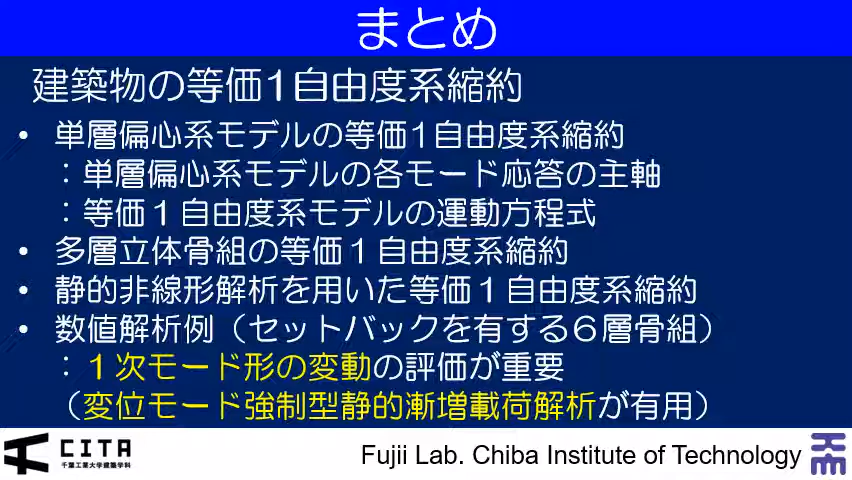 まとめ
建築物の等価1自由度系縮約
• 単層偏心系モデルの等価1自由度系縮約
：単層偏心系モデルの各モード応答の主軸
：等価１自由度系モデルの運動方程式
• 多層立体骨組の等価１自由度系縮約
• 静的非線形解析を用いた等価１自由度系縮約
• 数値解析例（セットバックを有する６層骨組）
：１次モード形の変動の評価が重要
（変位モード強制型静的漸増載荷解析が有用）
CITA
千葉工業大学建築学科
Fujii Lab. Chiba Institute of Technology